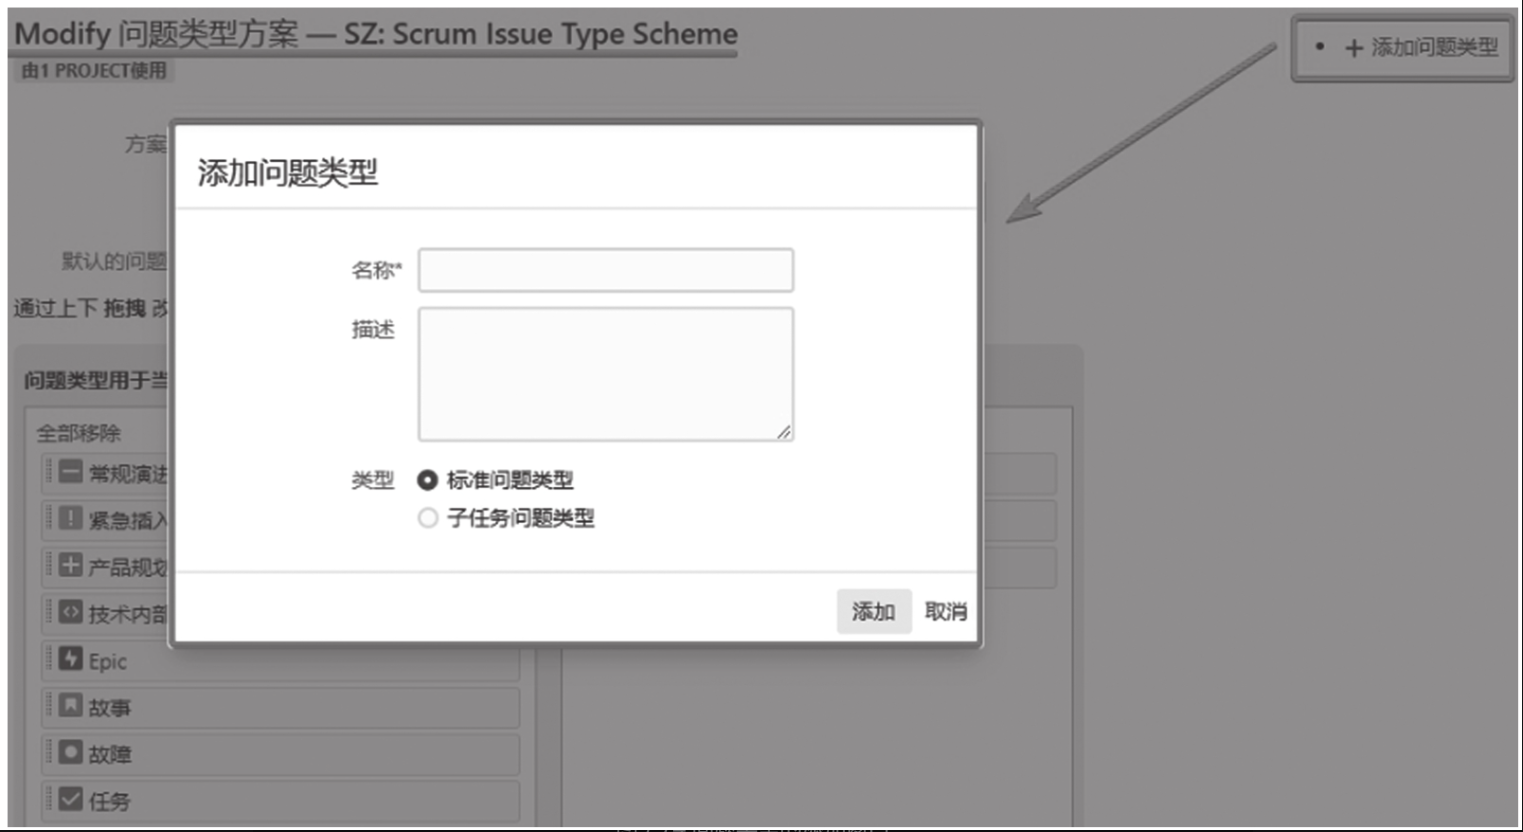 Modify 问题类型方案 — SZ: Scrum Issue Type Scheme
• + 添加问题类型
由1 PROJECT使用
方案
添加问题类型
名称*
默认的问题
通过上下 拖拽 改
描述
问题类型用于当
全部移除
常规演进
类型 标准问题类型
紧急插入
子任务问题类型
产品规划
技术内部
添加 取消
Epic
故事
故障
任务